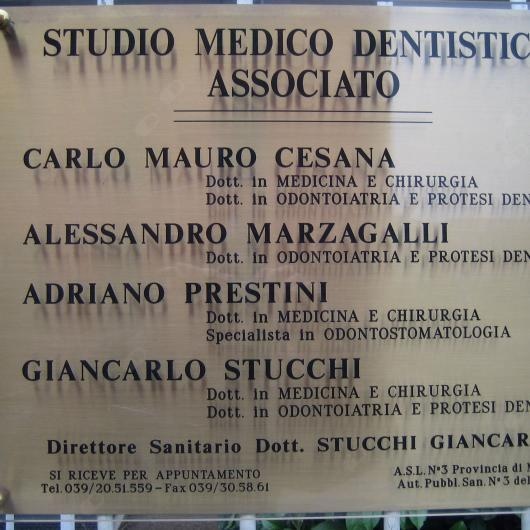 STUDIO MEDICO DENTISTIC
ASSOCIATO
CARLO MAURO CESANA
Dott. in MEDICINA E CHIRURGIA
Dott. in ODONTOIATRIA E PROTESI DEN
ALESSANDRO MARZAGALLI
Dott. in ODONTOIATRIA E PROTESI DEN
ADRIANO PRESTINI
Dott. in MEDICINA E CHIRURGIA
Specialista in ODONTOSTOMATOLOGIA
GIANCARLO STUCCHI
Dott. in MEDICINA E CHIRURGIA
Dott. in ODONTOIATRIA E PROTESI DEN
Direttore Sanitario Dott. STUCCHI GIANCAR
SI RICEVE PER APPUNTAMENTO
Tel. 039/20.51.559 - Fax 039/30.58.61
A.S.L. N°3 Provincia di
Aut. Pubbl. San. N°3 del